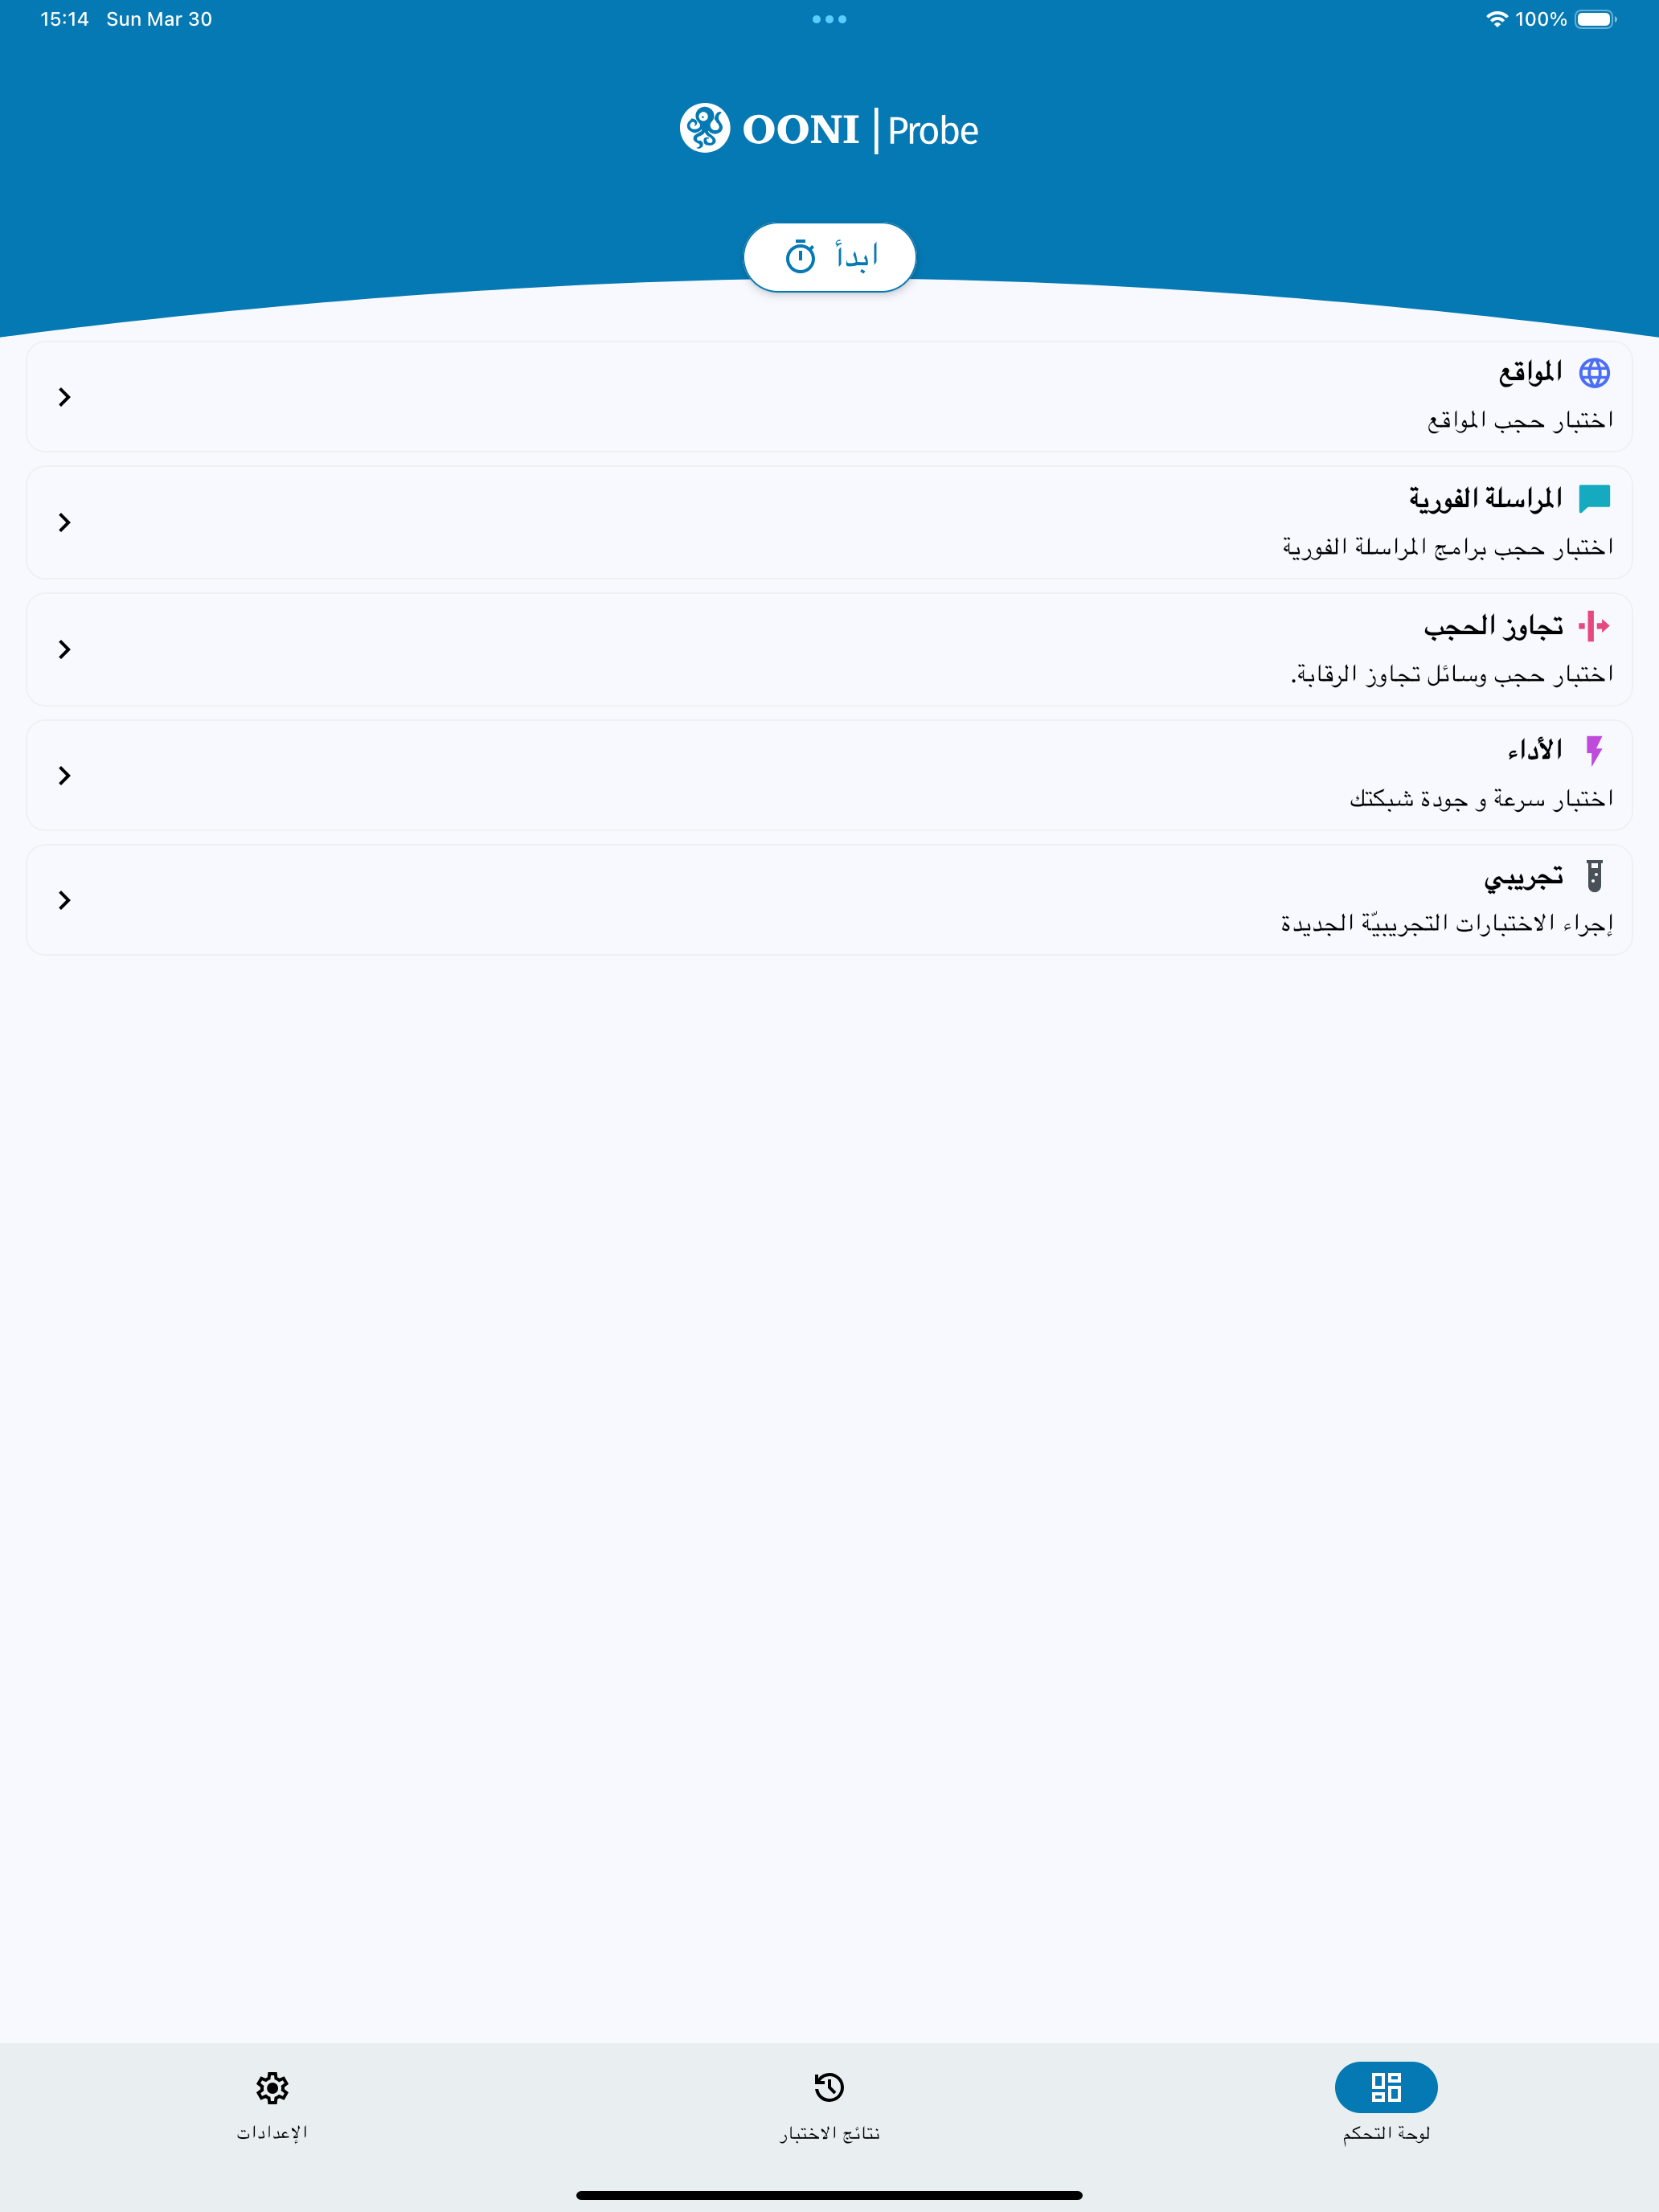 15:14 Sun Mar 30
100%
OONI | Probe
ابدأ
المواقع
اختبار حجب المواقع
المراسلة الفورية
اختبار حجب برامج المراسلة الفورية
تجاوز الحجب
اختبار حجب وسائل تجاوز الرقابة.
الأداء
اختبار سرعة و جودة شبكتك
تجريبي
إجراء الاختبارات التجريبيّة الجديدة
لوحة التحكم
نتائج الاختبار
الإعدادات